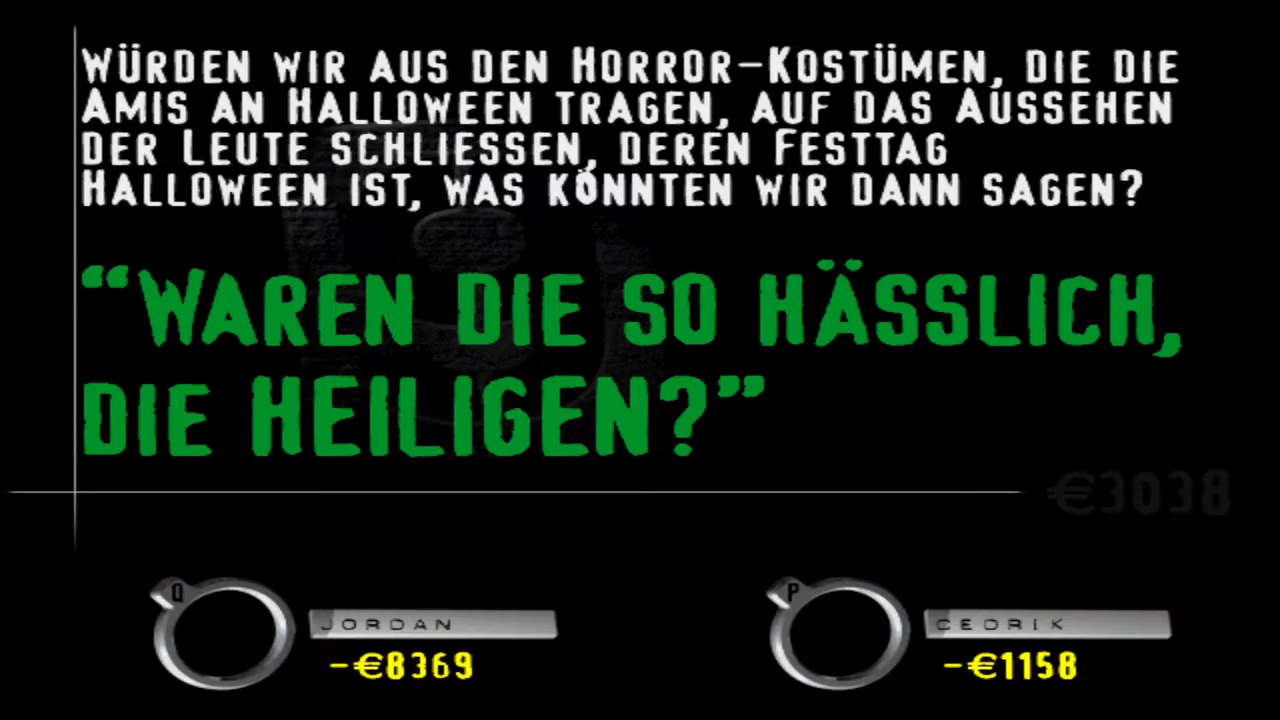 WÜRDEN WIR AUS DEN HORROR-KOSTÜMEN, DIE DIE
AMIS AN HALLOWEEN TRAGEN, AUF DAS AUSSEHEN
DER LEUTE SCHLIESSEN, DEREN FESTTAG
HALLOWEEN IST, WAS KÖNNTEN WIR DANN SAGEN?
“WAREN DIE SO HÄSSLICH,
DIE HEILIGEN?”
€3038
Q
JORDAN
-€8369
P
CEDRIK
-€1158